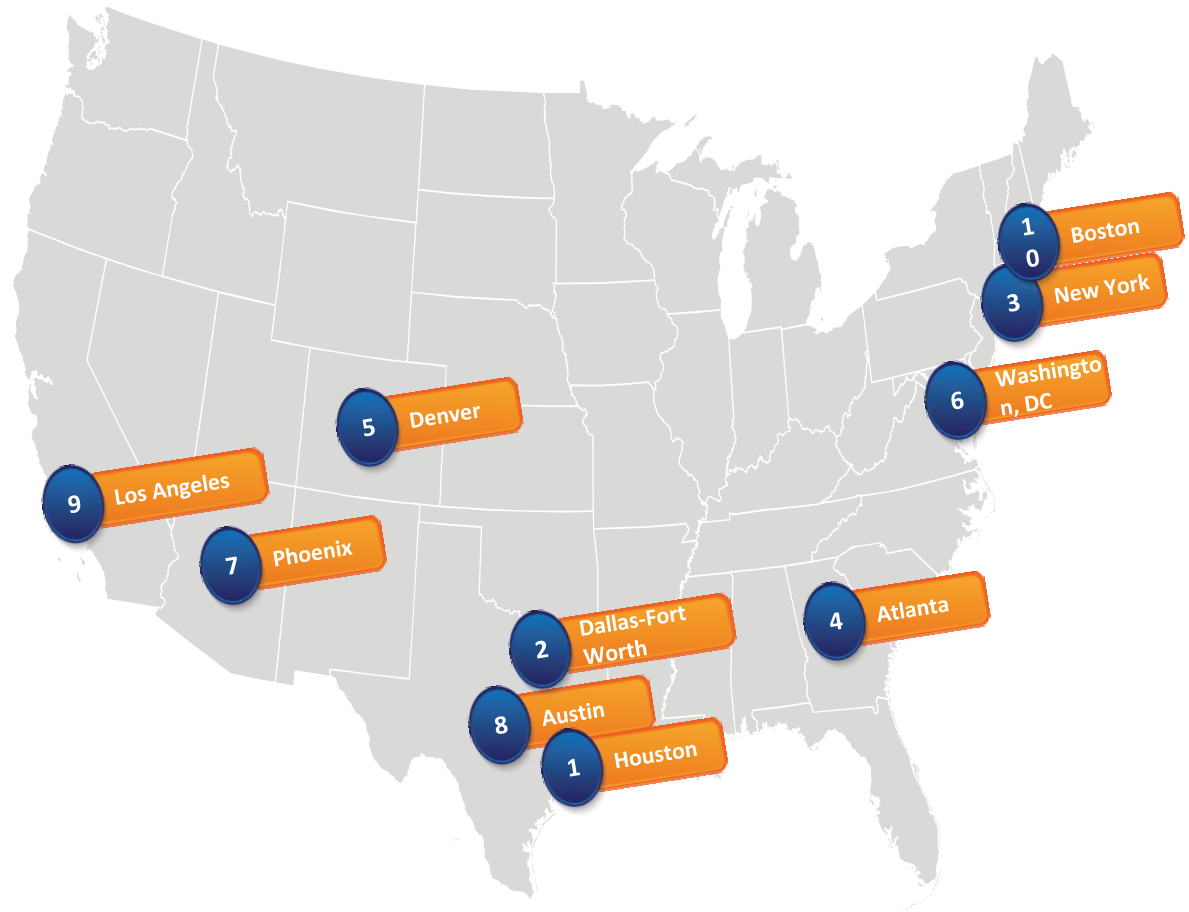 1
0
Boston
3
New York
6
Washingto
n, DC
5
Denver
9
Los Angeles
7
Phoenix
4
Atlanta
2
Dallas-Fort
Worth
8
Austin
1
Houston